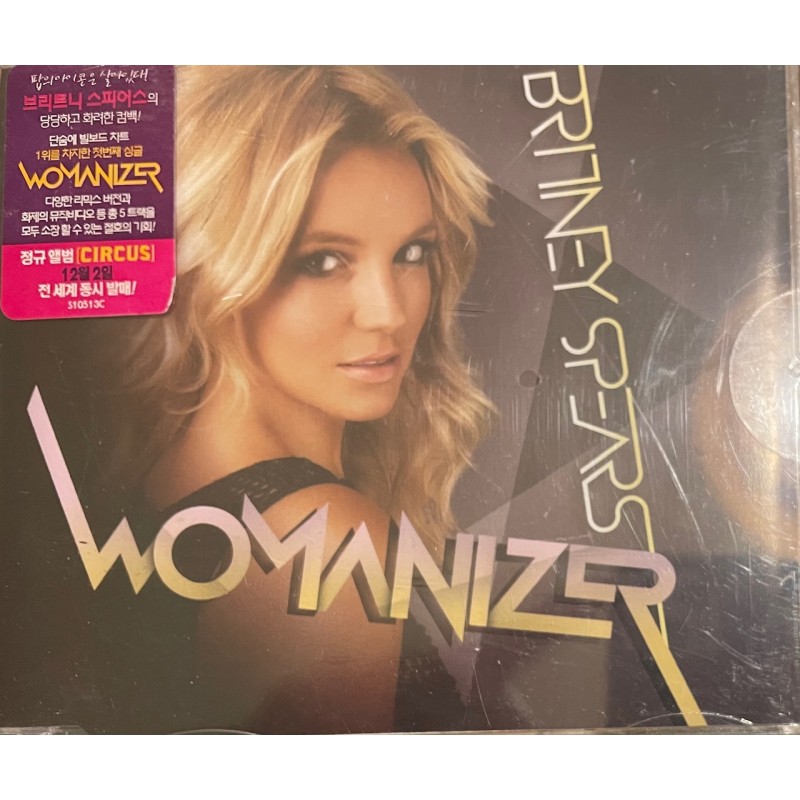 팝의 아이콘은 살아있다!
브리트니 스피어스의
당당하고 화려한 컴백!
단숨에 빌보드 차트
1위를 차지한 첫번째 싱글
WOMANIZER
다양한 리믹스 버전과
화제의 뮤직비디오 등 총 5 트랙을
모두 소장 할 수 있는 절호의 기회!
정규 앨범 [CIRCUS]
12월 2일
전 세계 동시 발매!
S10513C
BRITNEY SPEARS
WOMANIZER